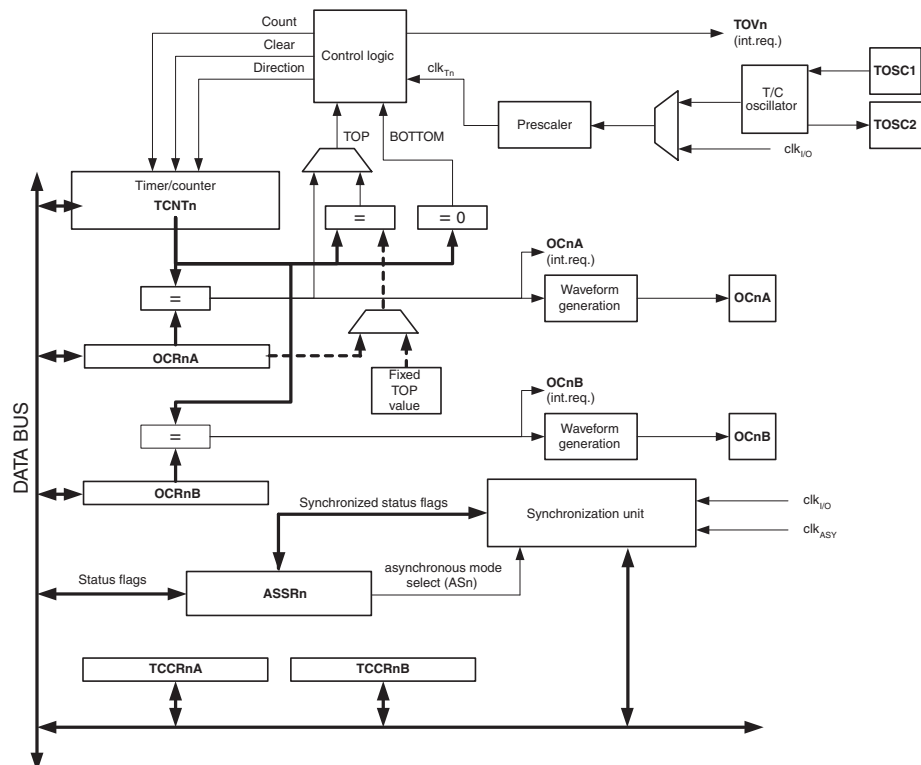 Count
Clear
Direction
Control logic
TOVn
(int.req.)
clkTn
TOSC1
T/C
oscillator
TOSC2
Prescaler
TOP
BOTTOM
clkI/O
Timer/counter
TCNTn
=
= 0
OCnA
(int.req.)
=
Waveform
generation
OCnA
OCRnA
Fixed
TOP
value
OCnB
(int.req.)
=
Waveform
generation
OCnB
DATA BUS
OCRnB
Synchronized status flags
Synchronization unit
clkI/O
clkASY
Status flags
ASSRn
asynchronous mode
select (ASn)
TCCRnA
TCCRnB